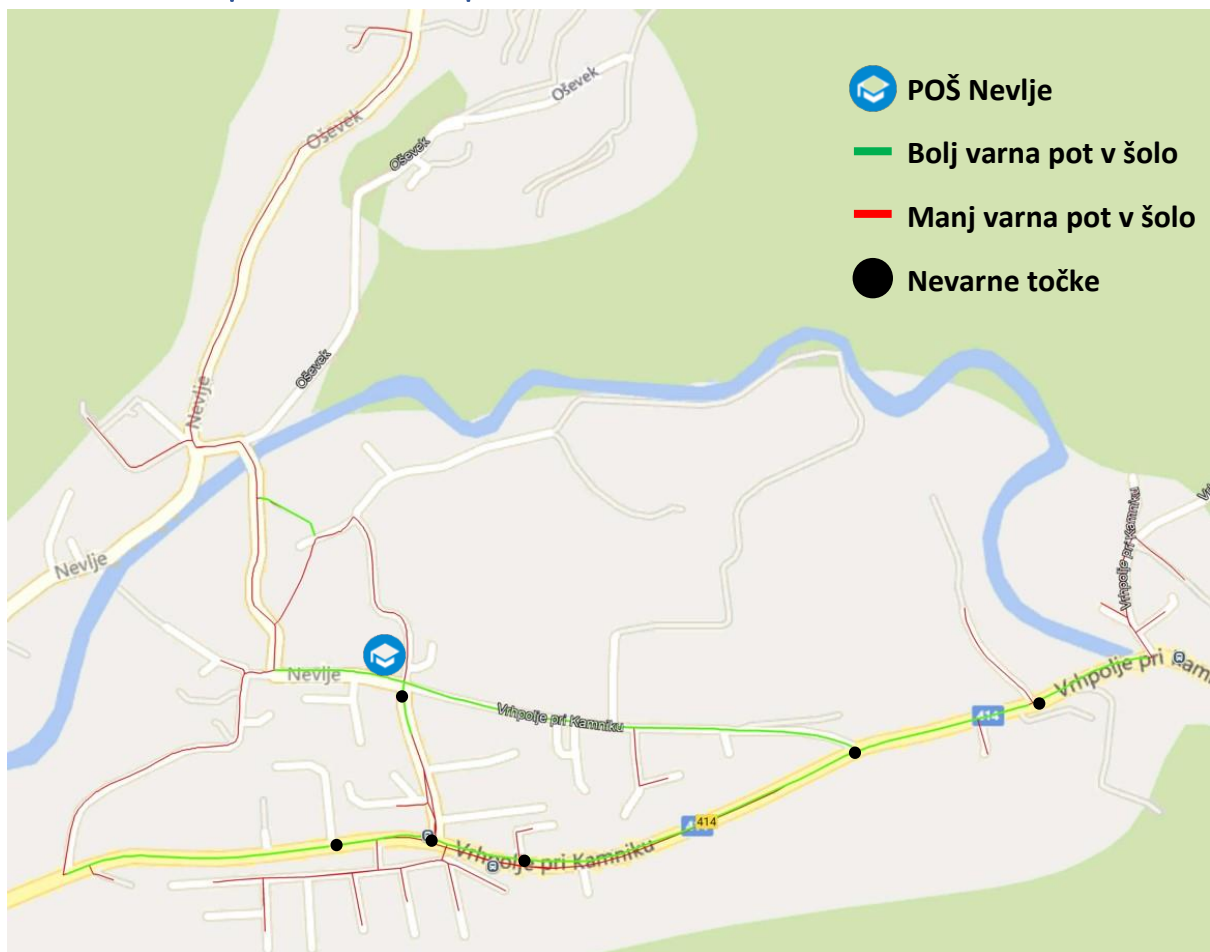 POŠ Nevlje
Bolj varna pot v šolo
Manj varna pot v šolo
Nevarne točke
Oševek
Oševek
Oševek
Oševek
Nevlje
Nevlje
Nevlje
Vrhpolje pri Kamniku
Vrhpolje pri Kamniku
Vrhpolje pri Kamniku
414
414
Vrhpolje pri Kamniku